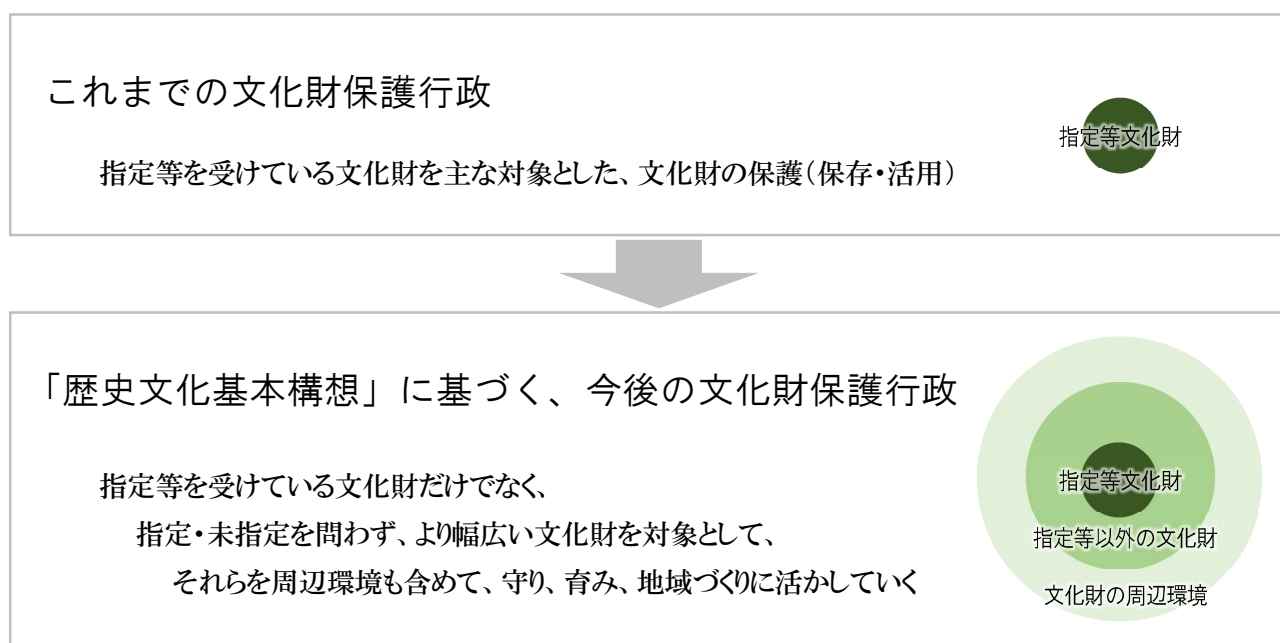 これまでの文化財保護行政
指定等を受けている文化財を主な対象とした、文化財の保護（保存・活用）
指定等文化財
「歴史文化基本構想」に基づく、今後の文化財保護行政
指定等を受けている文化財だけでなく、
指定・未指定を問わず、より幅広い文化財を対象として、
それらを周辺環境も含めて、守り、育み、地域づくりに活かしていく
指定等文化財
指定等以外の文化財
文化財の周辺環境